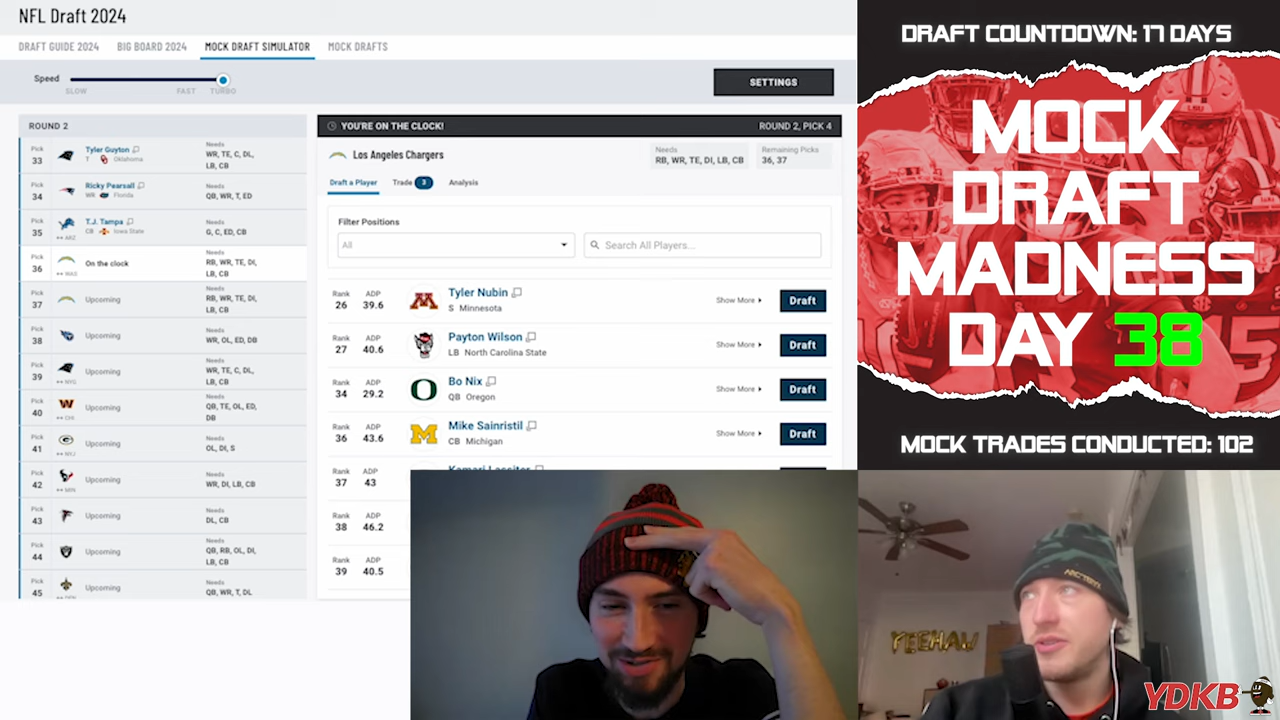 NFL Draft 2024
DRAFT GUIDE 2024 BIG BOARD 2024 MOCK DRAFT SIMULATOR MOCK DRAFTS
Speed
SLOW FAST TURBO
SETTINGS
ROUND 2
Pick 33 Tyler Guyton T Oklahoma Needs WR, TE, C, DL, LB, CB
Pick 34 Ricky Pearsall WR Florida Needs QB, WR, T, ED
Pick 35 T.J. Tampa CB Iowa State Needs G, C, ED, CB
Pick 36 On the clock Needs RB, WR, TE, DI, LB, CB
Pick 37 Upcoming Needs RB, WR, TE, DI, LB, CB
Pick 38 Upcoming Needs WR, OL, ED, DB
Pick 39 Upcoming Needs WR, TE, C, DL, LB, CB
Pick 40 Upcoming Needs QB, TE, OL, ED, DB
Pick 41 Upcoming Needs OL, DI, S
Pick 42 Upcoming Needs WR, DI, LB, CB
Pick 43 Upcoming Needs DL, CB
Pick 44 Upcoming Needs QB, RB, OL, DI, LB, CB
Pick 45 Upcoming Needs QB, WR, T, DL
YOU'RE ON THE CLOCK! ROUND 2, PICK 4
Los Angeles Chargers
Needs RB, WR, TE, DI, LB, CB
Remaining Picks 36, 37
Draft a Player Trade 3 Analysis
Filter Positions
All
Search All Players...
Rank 26 ADP 39.6 Tyler Nubin S Minnesota Show More Draft
Rank 27 ADP 40.6 Payton Wilson LB North Carolina State Show More Draft
Rank 34 ADP 29.2 Bo Nix QB Oregon Show More Draft
Rank 36 ADP 43.6 Mike Sainristil CB Michigan Show More Draft
Rank 37 ADP 43
Rank 38 ADP 46.2
Rank 39 ADP 40.5
DRAFT COUNTDOWN: 17 DAYS
LSU
MOCK
DRAFT
MADNESS
DAY 38
MOCK TRADES CONDUCTED: 102
YEEHAW
YDKB